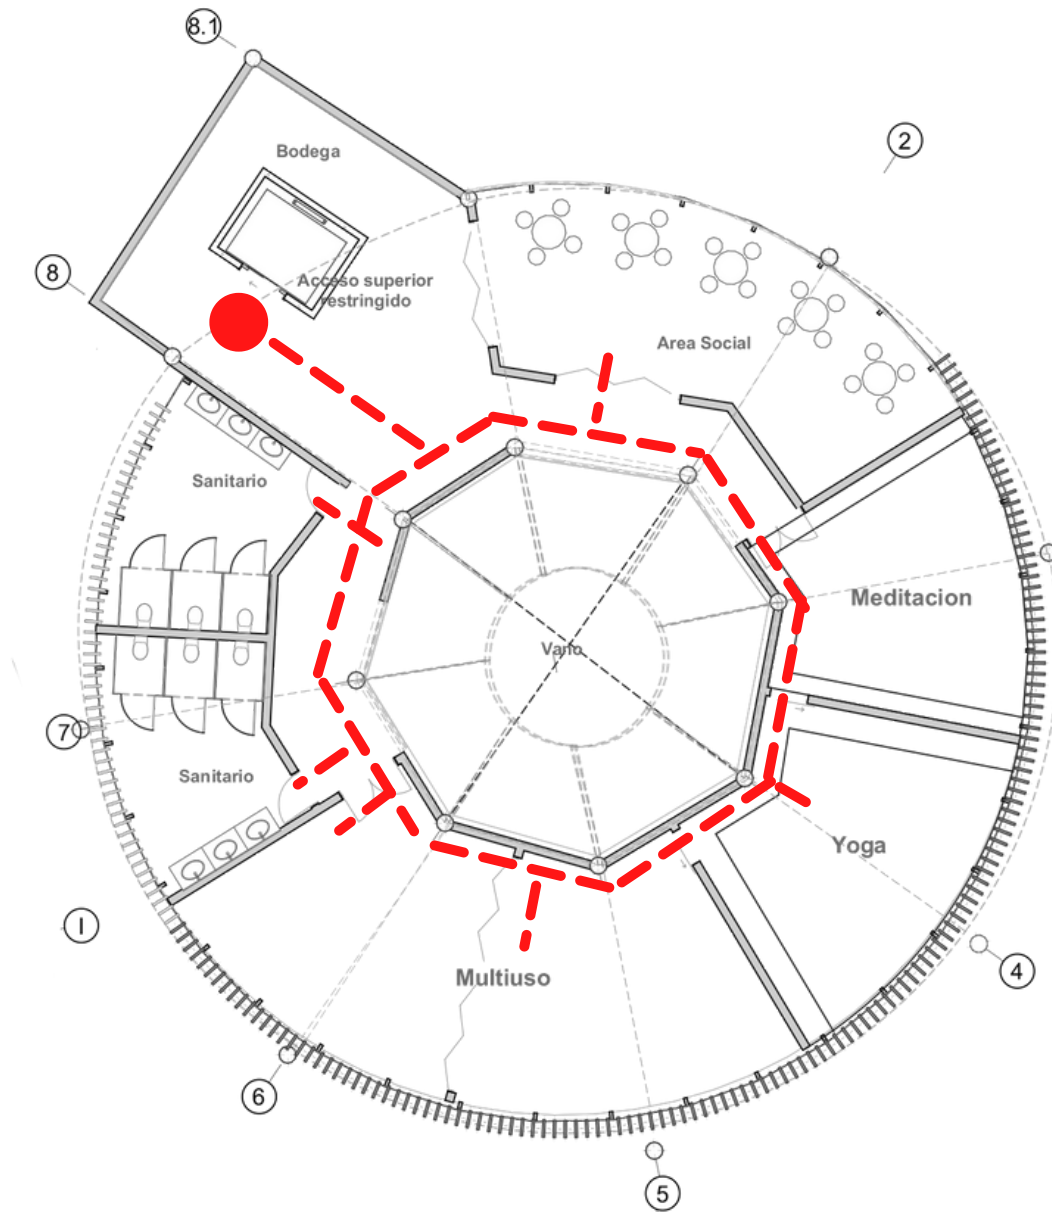 8.1
2
Bodega
8
Acceso superior
restringido
Area Social
Sanitario
Meditacion
Vano
7
Sanitario
Yoga
I
4
Multiuso
6
5